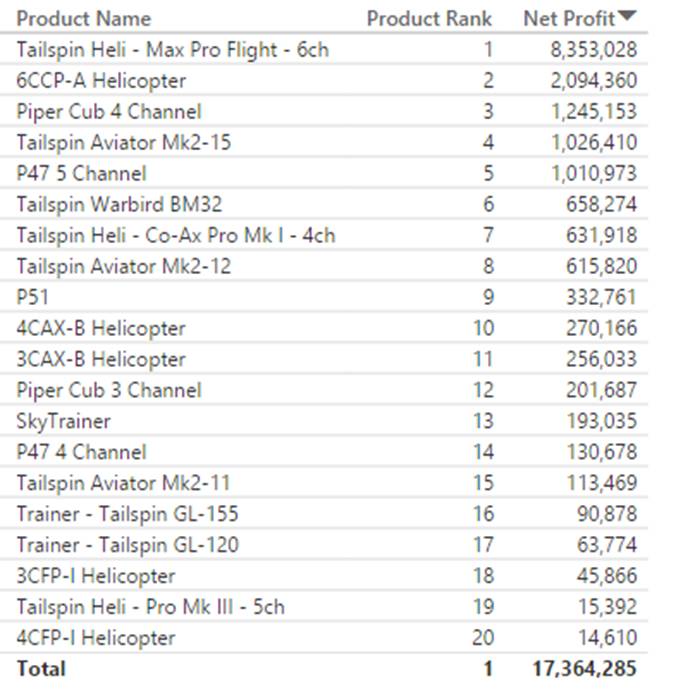 Product Name Product Rank Net Profit
Tailspin Heli - Max Pro Flight - 6ch 1 8,353,028
6CCP-A Helicopter 2 2,094,360
Piper Cub 4 Channel 3 1,245,153
Tailspin Aviator Mk2-15 4 1,026,410
P47 5 Channel 5 1,010,973
Tailspin Warbird BM32 6 658,274
Tailspin Heli - Co-Ax Pro Mk I - 4ch 7 631,918
Tailspin Aviator Mk2-12 8 615,820
P51 9 332,761
4CAX-B Helicopter 10 270,166
3CAX-B Helicopter 11 256,033
Piper Cub 3 Channel 12 201,687
SkyTrainer 13 193,035
P47 4 Channel 14 130,678
Tailspin Aviator Mk2-11 15 113,469
Trainer - Tailspin GL-155 16 90,878
Trainer - Tailspin GL-120 17 63,774
3CFP-I Helicopter 18 45,866
Tailspin Heli - Pro Mk III - 5ch 19 15,392
4CFP-I Helicopter 20 14,610
Total 1 17,364,285